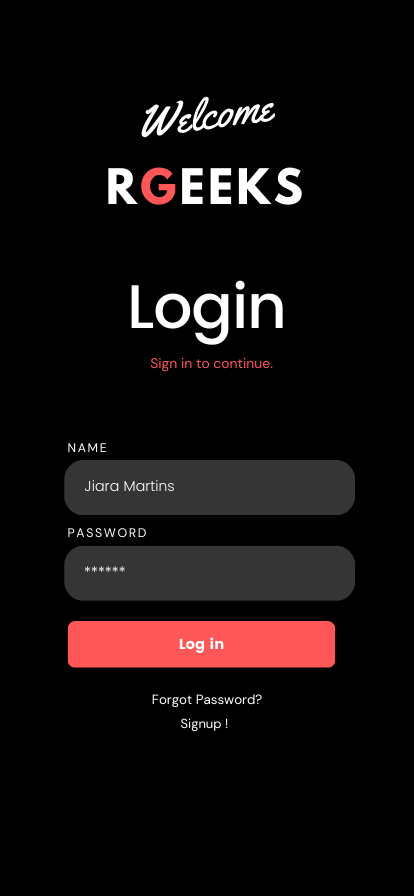 Welcome
RGEEKS
Login
Sign in to continue.
NAME
Jiara Martins
PASSWORD
******
Log in
Forgot Password?
Signup !